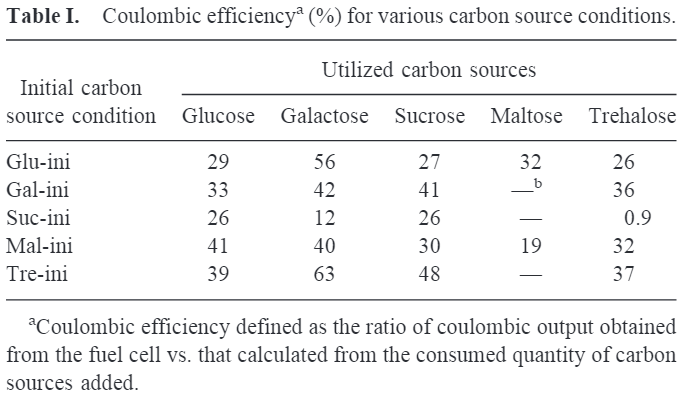 Table I. Coulombic efficiencyᵃ (%) for various carbon source conditions.
Utilized carbon sources
Initial carbon
source condition Glucose Galactose Sucrose Maltose Trehalose
Glu-ini 29 56 27 32 26
Gal-ini 33 42 41 —ᵇ 36
Suc-ini 26 12 26 — 0.9
Mal-ini 41 40 30 19 32
Tre-ini 39 63 48 — 37
ᵃCoulombic efficiency defined as the ratio of coulombic output obtained
from the fuel cell vs. that calculated from the consumed quantity of carbon
sources added.